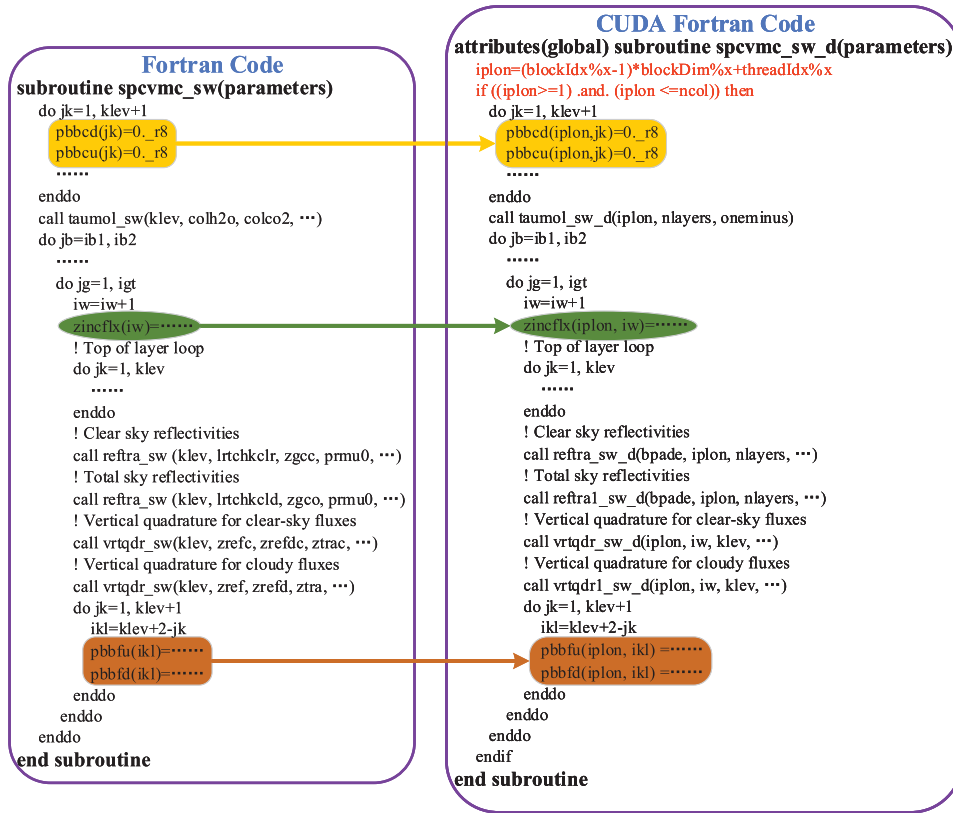 Fortran Code
subroutine spcvmc_sw(parameters)
do jk=1, klev+1
pbbcd(jk)=0._r8
pbbcu(jk)=0._r8
······
enddo
call taumol_sw(klev, colh2o, colco2, ···)
do jb=ib1, ib2
······
do jg=1, igt
iw=iw+1
zincflx(iw)=······
! Top of layer loop
do jk=1, klev
······
enddo
! Clear sky reflectivities
call reftra_sw (klev, lrtchkclr, zgcc, prmu0, ···)
! Total sky reflectivities
call reftra_sw (klev, lrtchkcld, zgco, prmu0, ···)
! Vertical quadrature for clear-sky fluxes
call vrtqdr_sw(klev, zrefc, zrefdc, ztrac, ···)
! Vertical quadrature for cloudy fluxes
call vrtqdr_sw(klev, zref, zrefd, ztra, ···)
do jk=1, klev+1
ikl=klev+2-jk
pbbfu(ikl)=······
pbbfd(ikl)=······
enddo
enddo
enddo
end subroutine
CUDA Fortran Code
attributes(global) subroutine spcvmc_sw_d(parameters)
iplon=(blockIdx%x-1)*blockDim%x+threadIdx%x
if ((iplon>=1) .and. (iplon <=ncol)) then
do jk=1, klev+1
pbbcd(iplon,jk)=0._r8
pbbcu(iplon,jk)=0._r8
······
enddo
call taumol_sw_d(iplon, nlayers, oneminus)
do jb=ib1, ib2
······
do jg=1, igt
iw=iw+1
zincflx(iplon, iw)=······
! Top of layer loop
do jk=1, klev
······
enddo
! Clear sky reflectivities
call reftra_sw_d(bpade, iplon, nlayers, ···)
! Total sky reflectivities
call reftra1_sw_d(bpade, iplon, nlayers, ···)
! Vertical quadrature for clear-sky fluxes
call vrtqdr_sw_d(iplon, iw, klev, ···)
! Vertical quadrature for cloudy fluxes
call vrtqdr1_sw_d(iplon, iw, klev, ···)
do jk=1, klev+1
ikl=klev+2-jk
pbbfu(iplon, ikl) =······
pbbfd(iplon, ikl) =······
enddo
enddo
enddo
endif
end subroutine